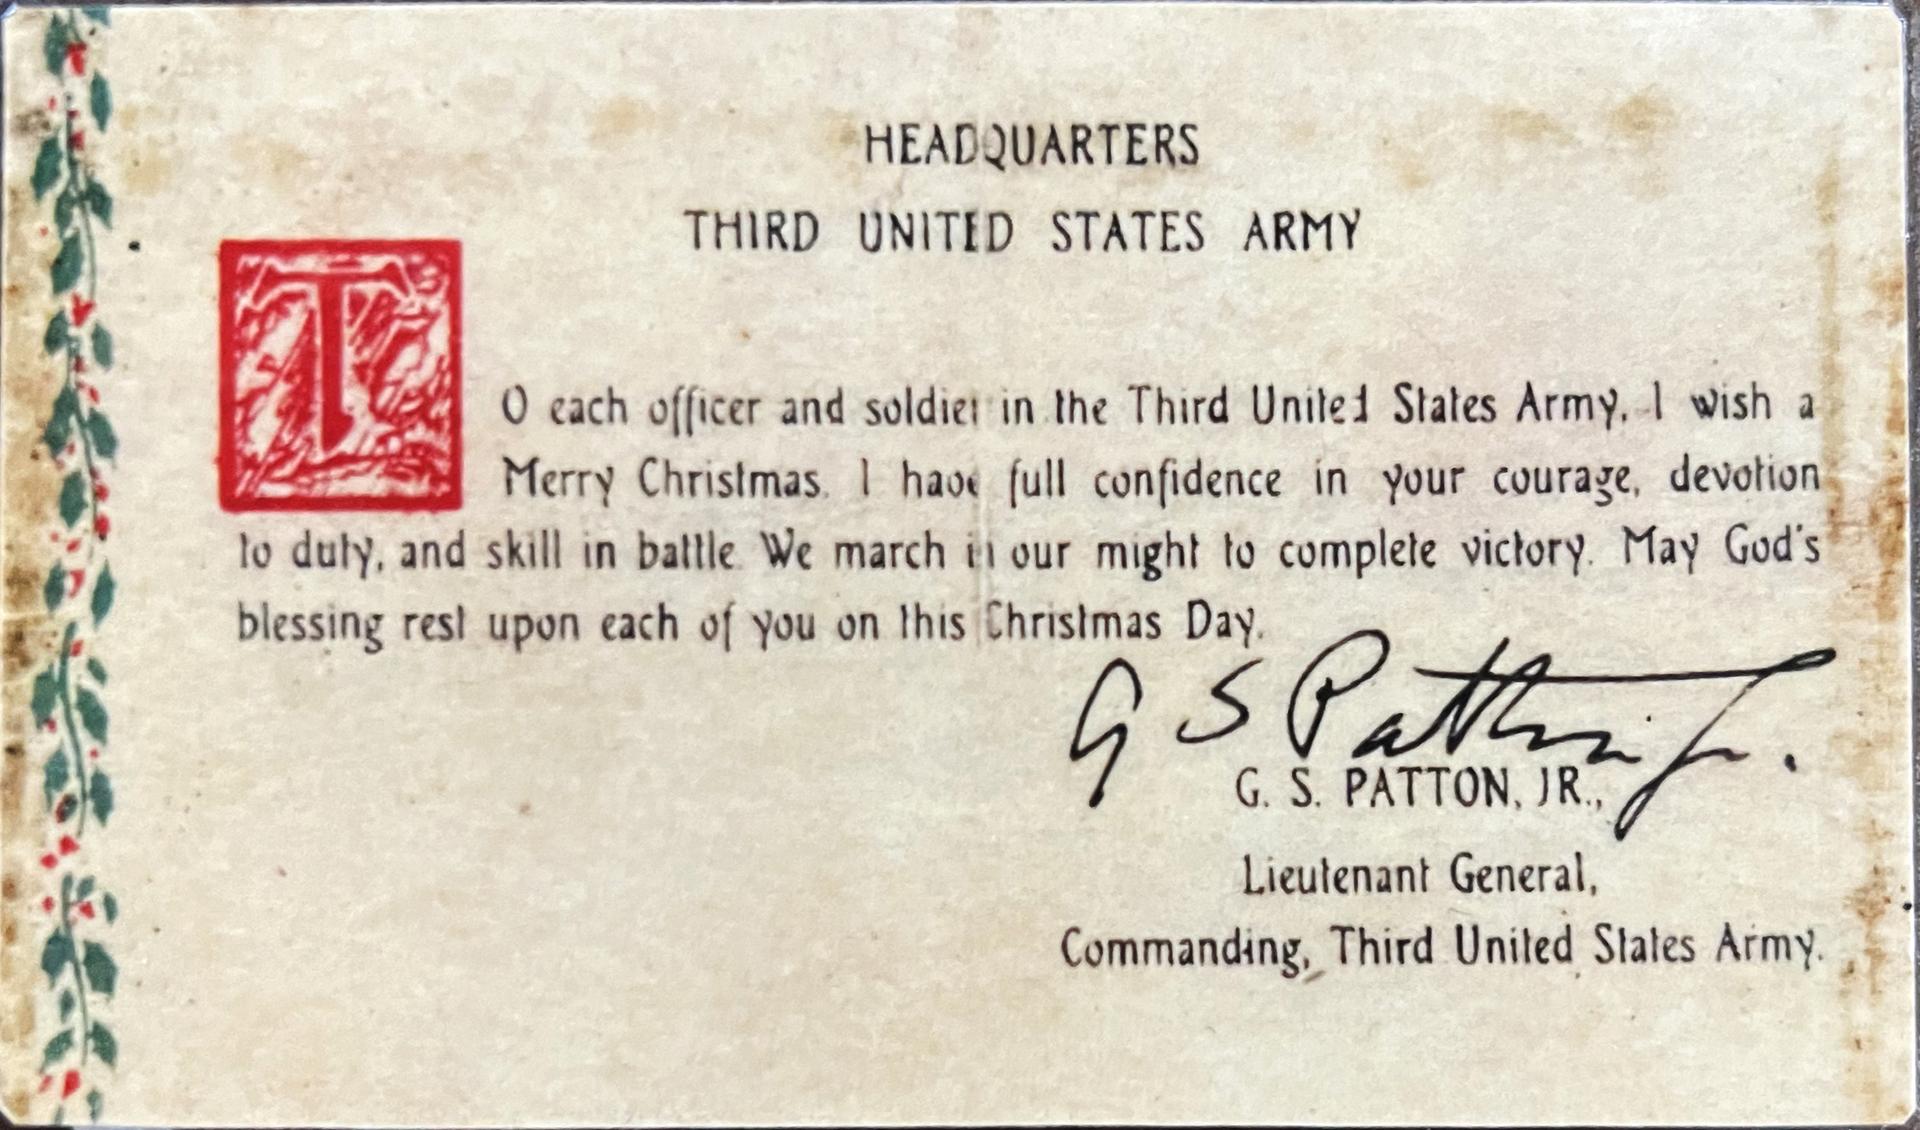 HEADQUARTERS
THIRD UNITED STATES ARMY
TO each officer and soldier in the Third United States Army, I wish a
Merry Christmas. I have full confidence in your courage, devotion
to duty, and skill in battle. We march in our might to complete victory. May God's
blessing rest upon each of you on this Christmas Day.
G S Patton Jr.
G. S. PATTON, JR.,
Lieutenant General,
Commanding, Third United States Army.